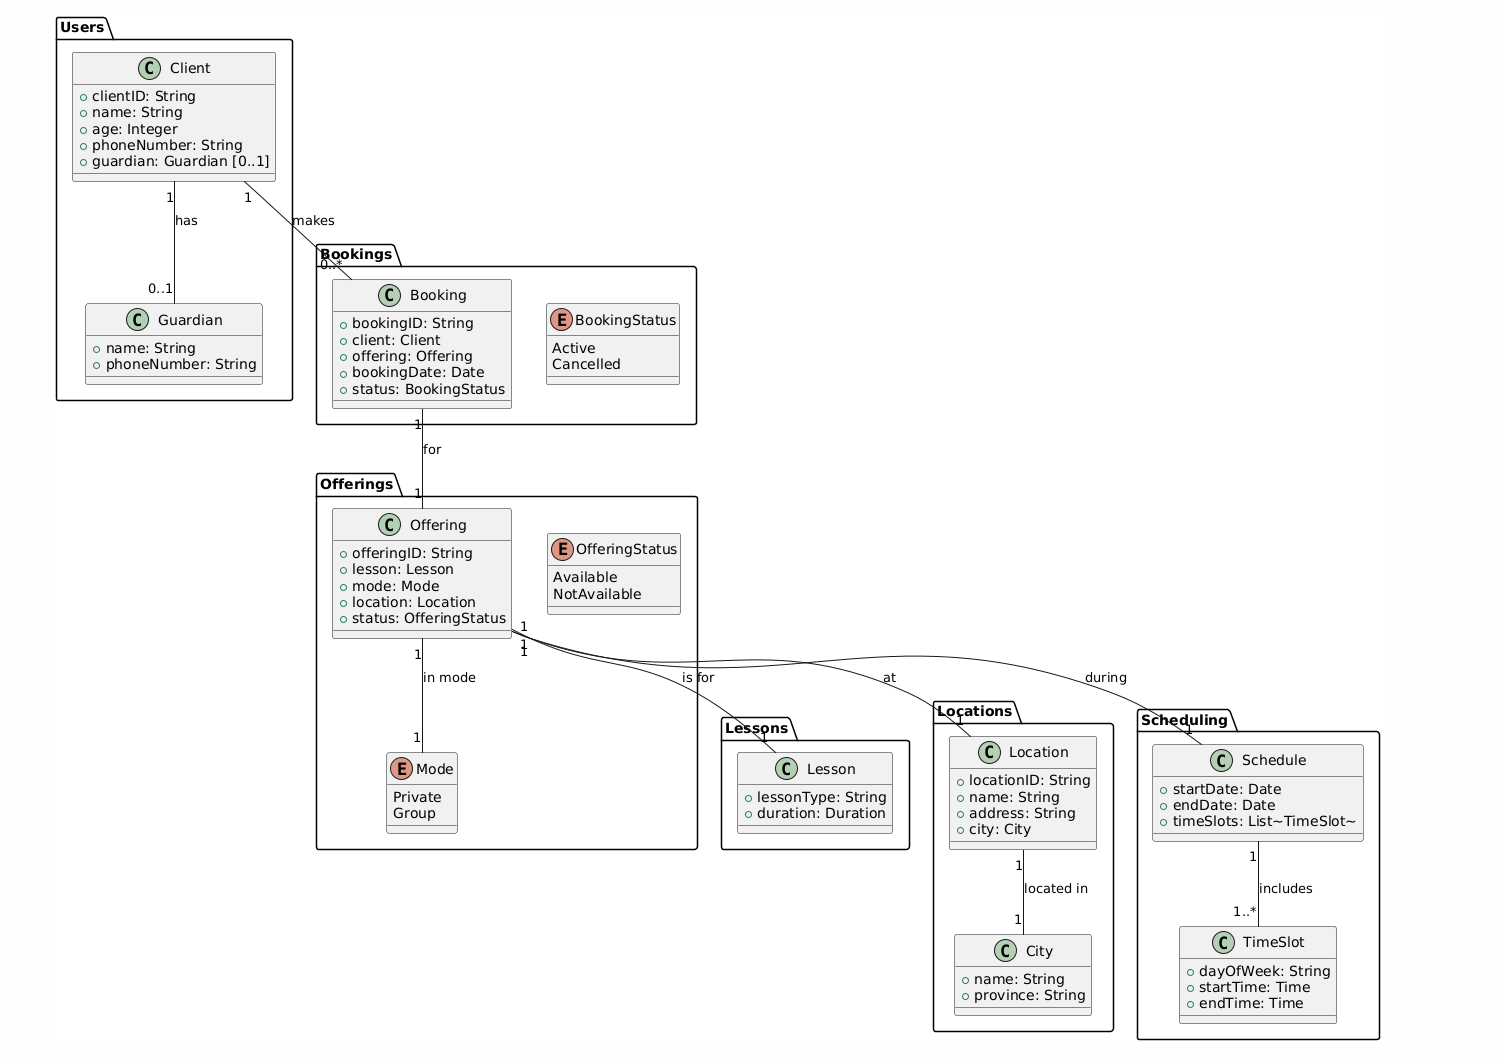 Users
C Client
clientID: String
name: String
age: Integer
phoneNumber: String
guardian: Guardian [0..1]
1
1
has
makes
0..1
C Guardian
name: String
phoneNumber: String
Bookings
0..*
C Booking
bookingID: String
client: Client
offering: Offering
bookingDate: Date
status: BookingStatus
E BookingStatus
Active
Cancelled
1
for
1
Offerings
C Offering
offeringID: String
lesson: Lesson
mode: Mode
location: Location
status: OfferingStatus
E OfferingStatus
Available
NotAvailable
1
1
1
1
in mode
is for
at
during
1
E Mode
Private
Group
Lessons
1
C Lesson
lessonType: String
duration: Duration
Locations
1
C Location
locationID: String
name: String
address: String
city: City
1
located in
1
C City
name: String
province: String
Scheduling
1
C Schedule
startDate: Date
endDate: Date
timeSlots: List~TimeSlot~
1
includes
1..*
C TimeSlot
dayOfWeek: String
startTime: Time
endTime: Time